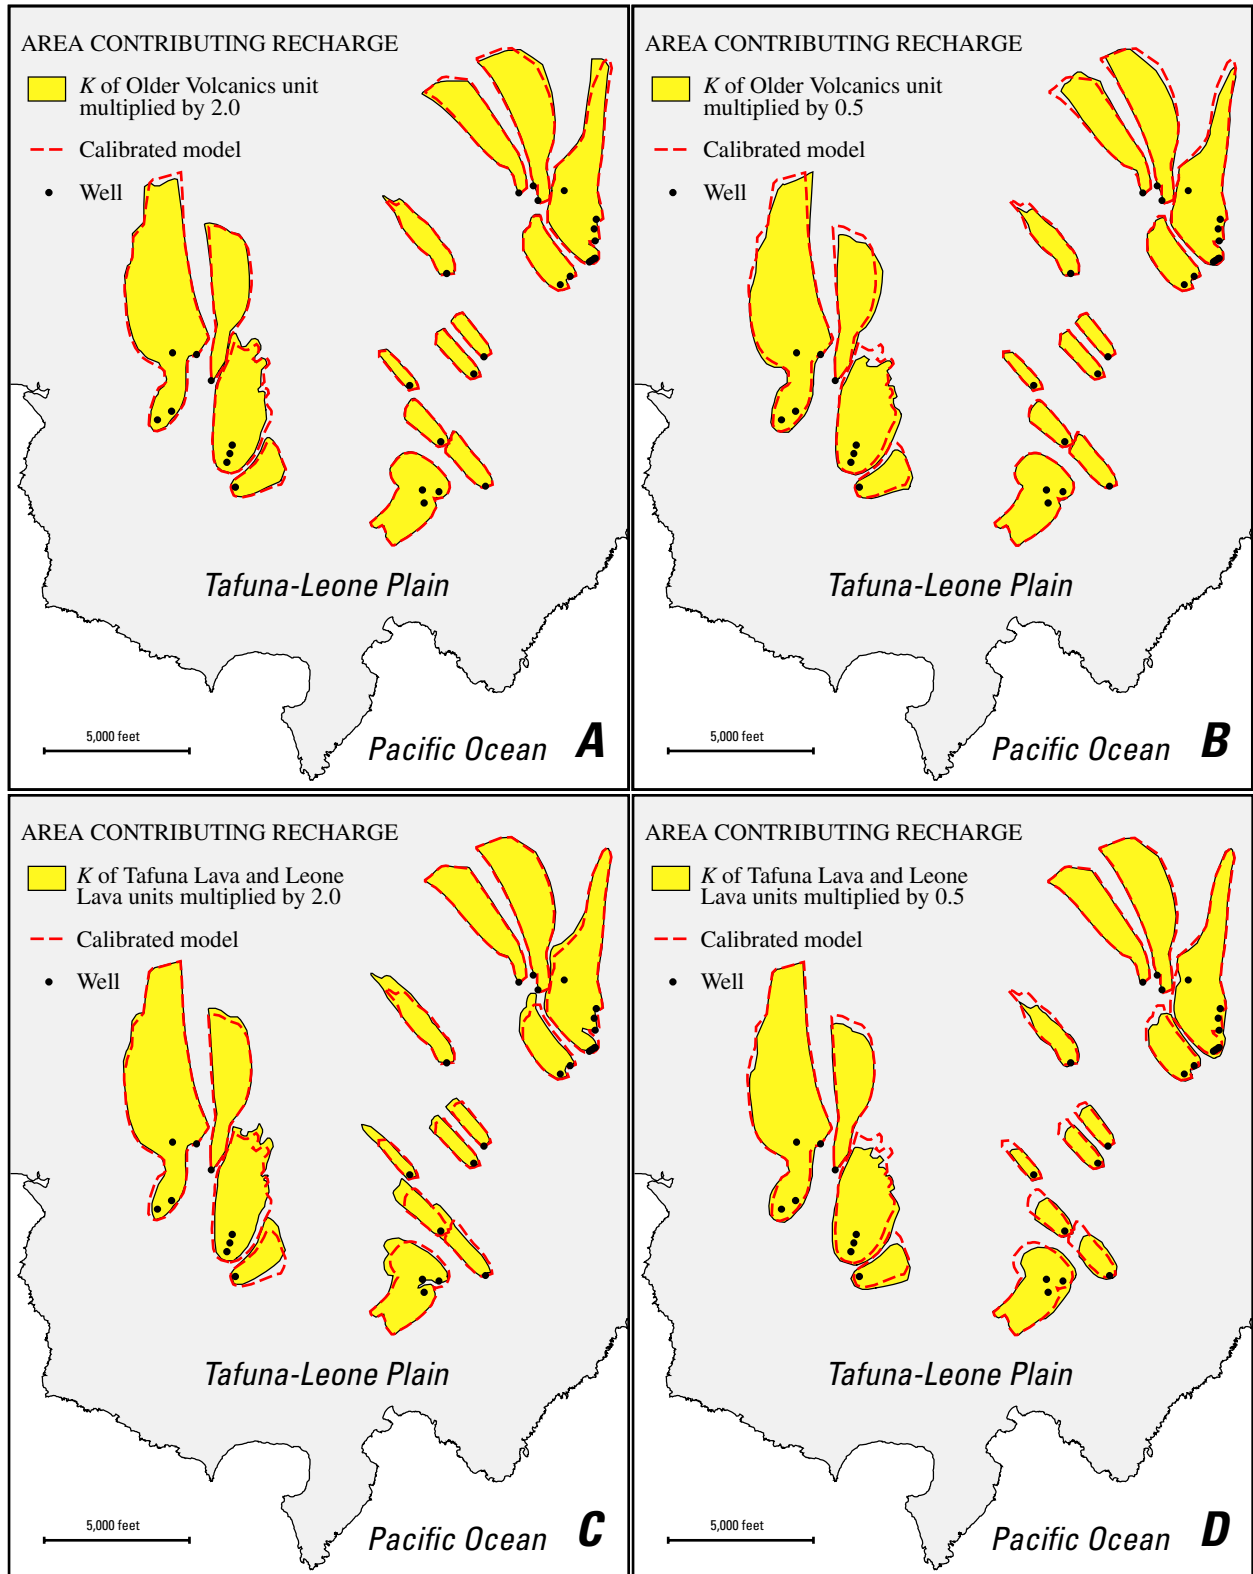 AREA CONTRIBUTING RECHARGE
K of Older Volcanics unit
multiplied by 2.0
Calibrated model
Well
Tafuna-Leone Plain
5,000 feet
Pacific Ocean
A
AREA CONTRIBUTING RECHARGE
K of Older Volcanics unit
multiplied by 0.5
Calibrated model
Well
Tafuna-Leone Plain
5,000 feet
Pacific Ocean
B
AREA CONTRIBUTING RECHARGE
K of Tafuna Lava and Leone
Lava units multiplied by 2.0
Calibrated model
Well
Tafuna-Leone Plain
5,000 feet
Pacific Ocean
C
AREA CONTRIBUTING RECHARGE
K of Tafuna Lava and Leone
Lava units multiplied by 0.5
Calibrated model
Well
Tafuna-Leone Plain
5,000 feet
Pacific Ocean
D